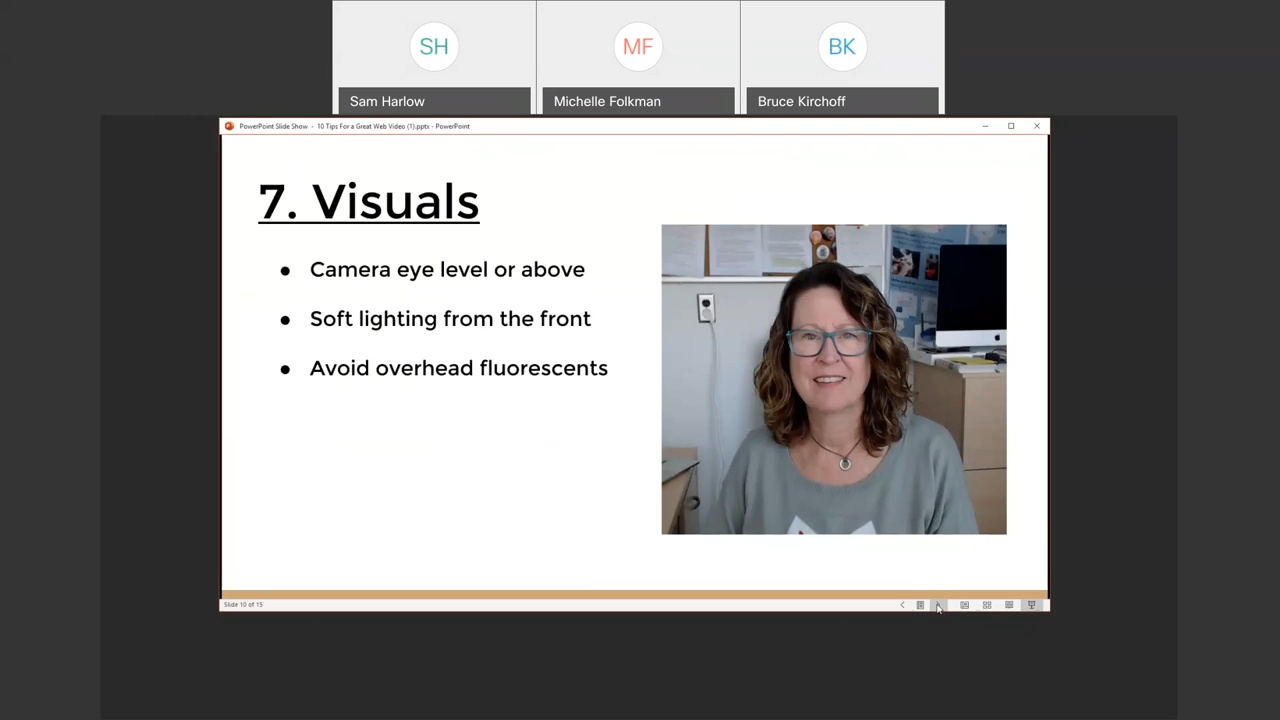 SH
MF
BK
Sam Harlow
Michelle Folkman
Bruce Kirchoff
PowerPoint Slide Show - 10 Tips For a Great Web Video (1).pptx - PowerPoint
7. Visuals
● Camera eye level or above
● Soft lighting from the front
● Avoid overhead fluorescents
Slide 10 of 15